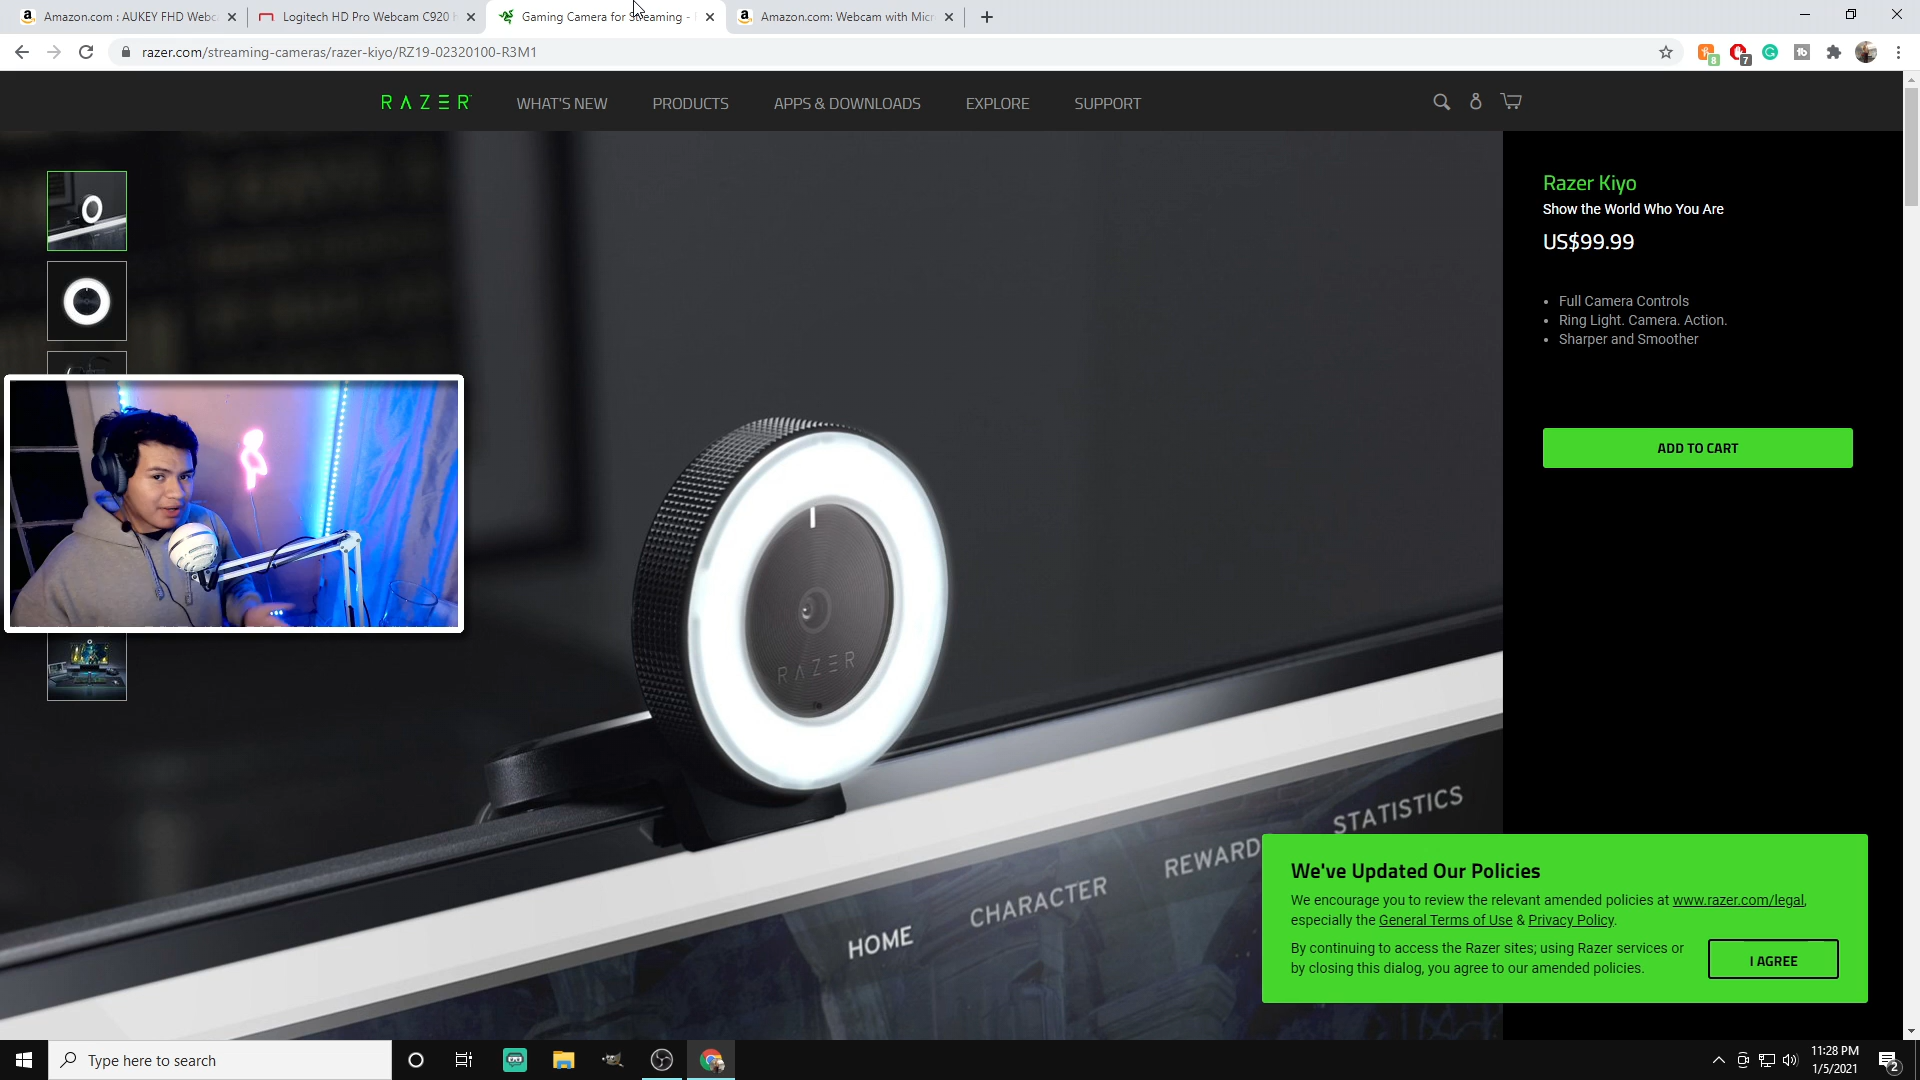 Amazon.com : AUKEY FHD Webc
Logitech HD Pro Webcam C920 h
Gaming Camera for Streaming -
Amazon.com: Webcam with Micr
razer.com/streaming-cameras/razer-kiyo/RZ19-02320100-R3M1
8
7
RAZER
WHAT'S NEW
PRODUCTS
APPS & DOWNLOADS
EXPLORE
SUPPORT
Razer Kiyo
Show the World Who You Are
US$99.99
• Full Camera Controls
• Ring Light. Camera. Action.
• Sharper and Smoother
ADD TO CART
RAZER
HOME
CHARACTER
REWARD
STATISTICS
We've Updated Our Policies
We encourage you to review the relevant amended policies at www.razer.com/legal,
especially the General Terms of Use & Privacy Policy.
By continuing to access the Razer sites; using Razer services or
by closing this dialog, you agree to our amended policies.
I AGREE
Type here to search
11:28 PM
1/5/2021
2